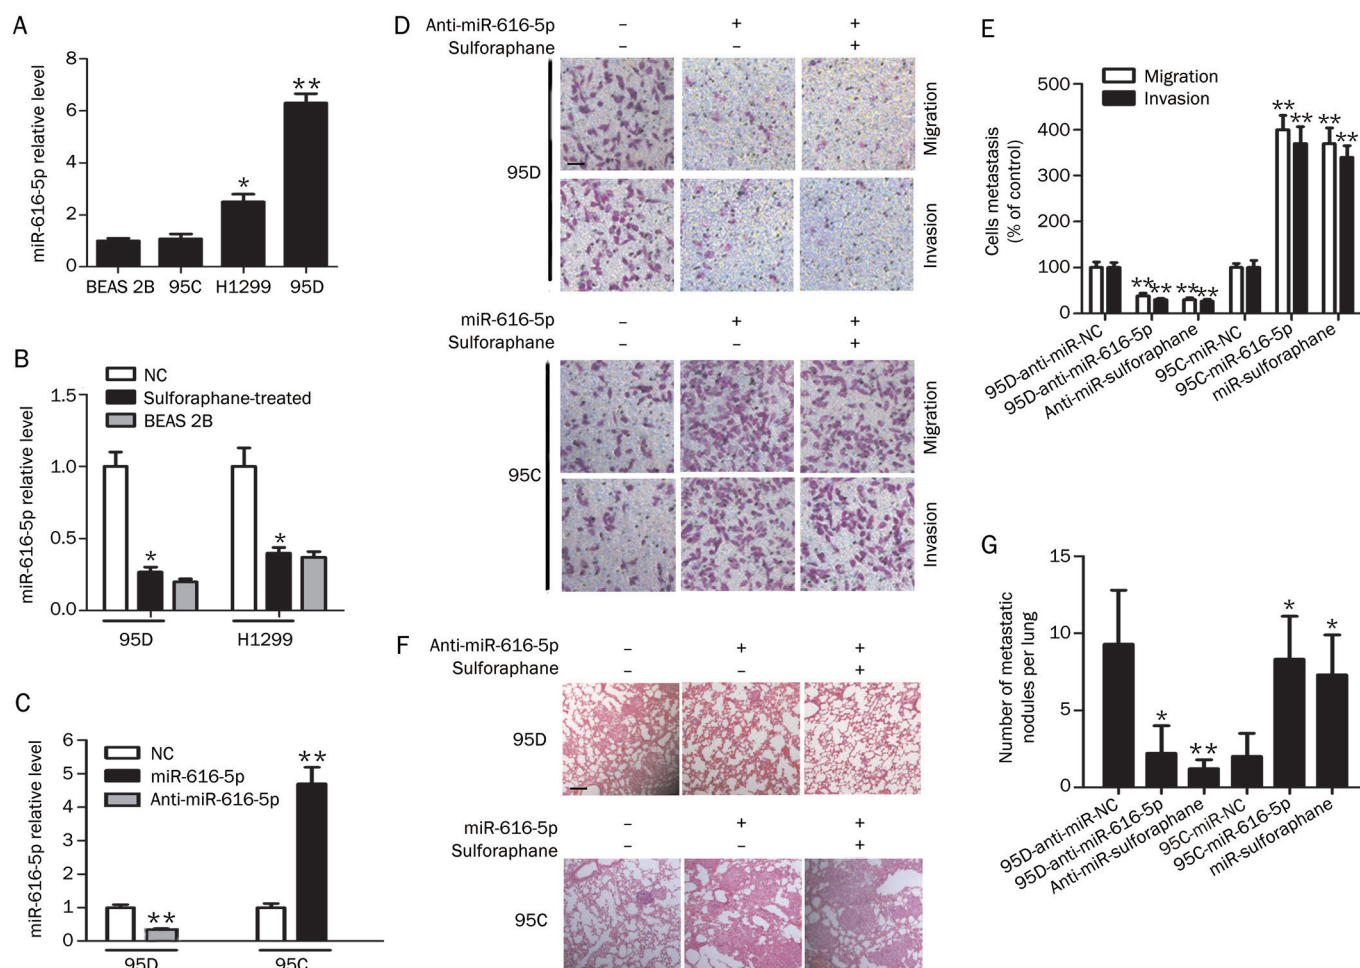 A
miR-616-5p relative level
8
6
4
2
0
*
**
BEAS 2B 95C H1299 95D
B
miR-616-5p relative level
NC
Sulforaphane-treated
BEAS 2B
1.5
1.0
0.5
0.0
*
*
95D H1299
C
miR-616-5p relative level
NC
miR-616-5p
Anti-miR-616-5p
6
5
4
3
2
1
0
**
**
95D 95C
D
Anti-miR-616-5p – + +
Sulforaphane – – +
95D
Migration
Invasion
miR-616-5p – + +
Sulforaphane – – +
95C
Migration
Invasion
E
Cells metastasis
(% of control)
Migration
Invasion
500
400
300
200
100
0
** ** ** **
** ** ** **
95D-anti-miR-NC
95D-anti-miR-616-5p
Anti-miR-sulforaphane
95C-miR-NC
95C-miR-616-5p
miR-sulforaphane
F
Anti-miR-616-5p – + +
Sulforaphane – – +
95D
miR-616-5p – + +
Sulforaphane – – +
95C
G
Number of metastatic
nodules per lung
15
10
5
0
*
**
*
*
95D-anti-miR-NC
95D-anti-miR-616-5p
Anti-miR-sulforaphane
95C-miR-NC
95C-miR-616-5p
miR-sulforaphane